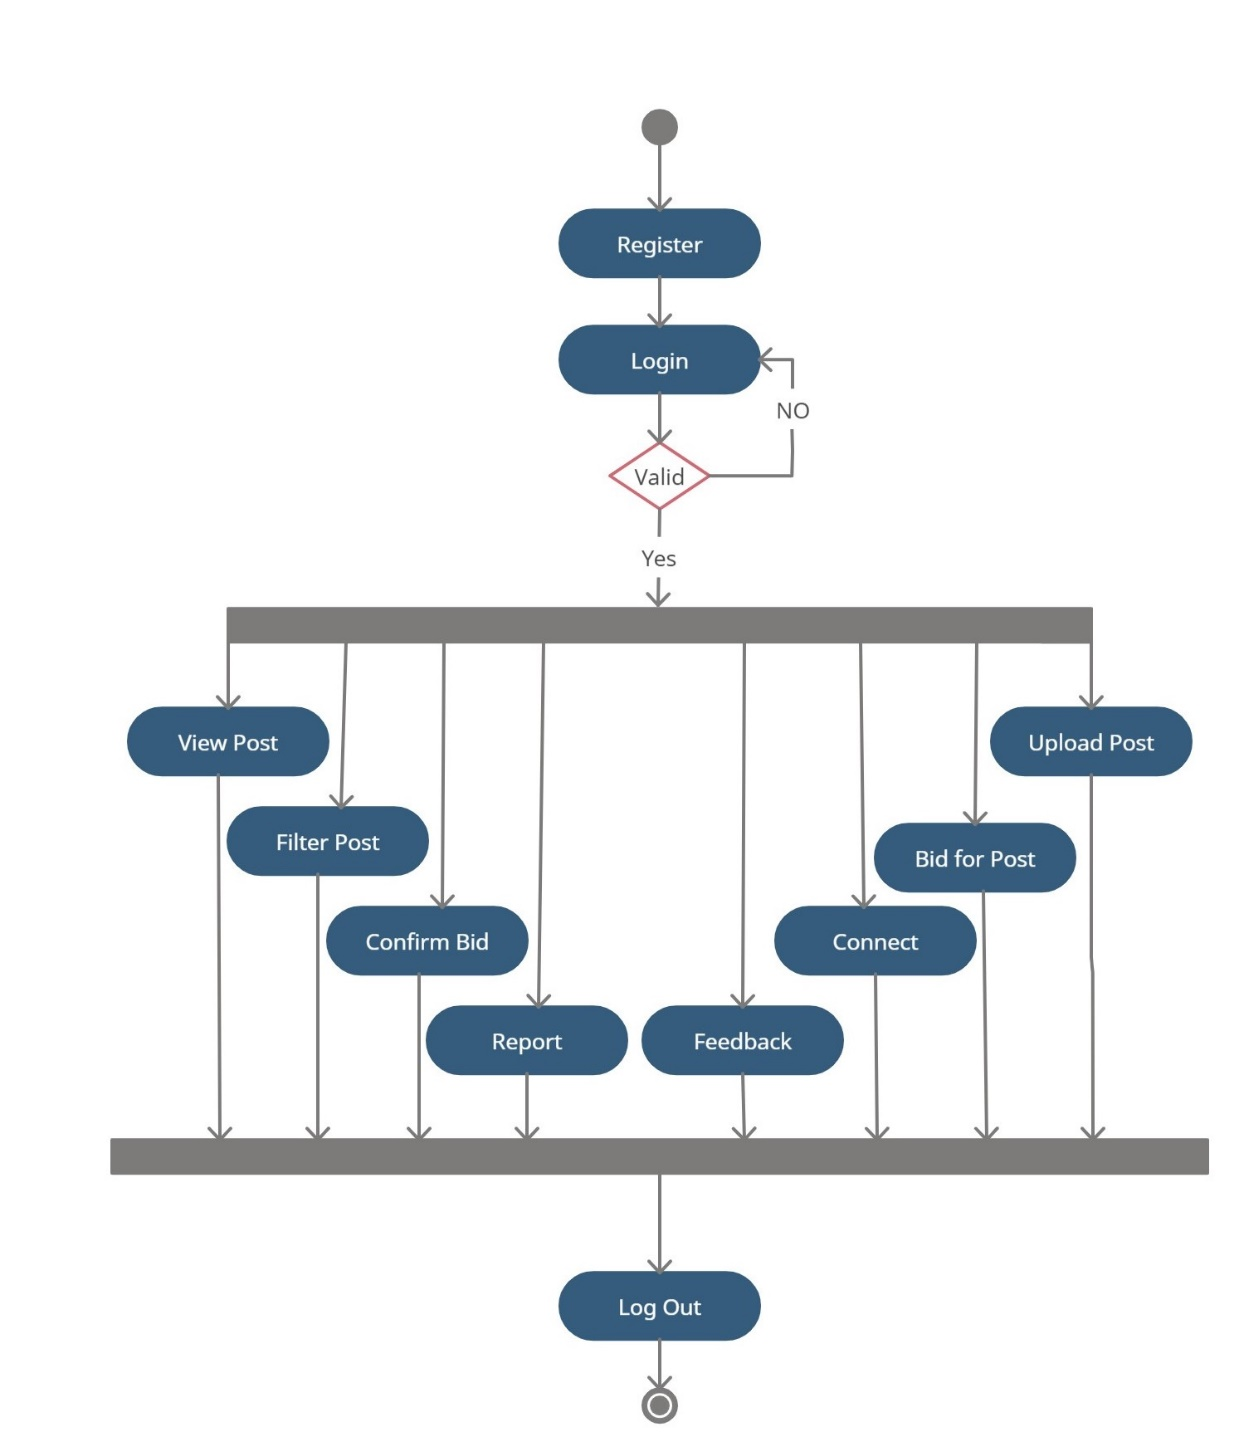 Register
Login
NO
Valid
Yes
View Post
Upload Post
Filter Post
Bid for Post
Confirm Bid
Connect
Report
Feedback
Log Out